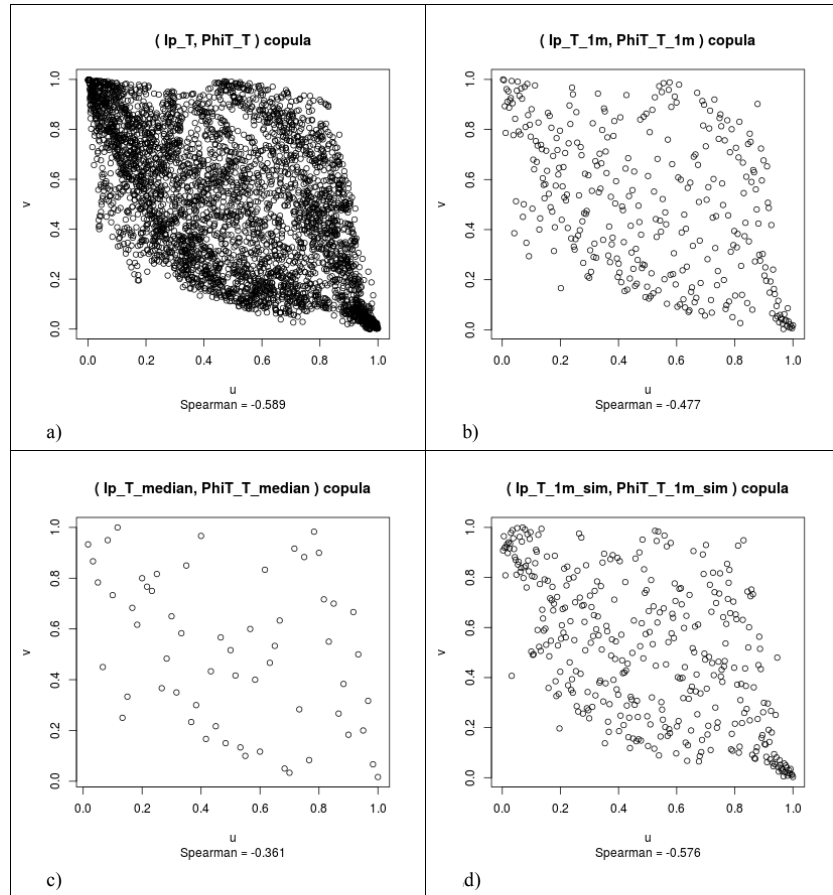 ( Ip_T, PhiT_T ) copula
1.0
0.8
0.6
0.4
0.2
0.0
v
0.0 0.2 0.4 0.6 0.8 1.0
u
Spearman = -0.589
a)
( Ip_T_1m, PhiT_T_1m ) copula
1.0
0.8
0.6
0.4
0.2
0.0
v
0.0 0.2 0.4 0.6 0.8 1.0
u
Spearman = -0.477
b)
( Ip_T_median, PhiT_T_median ) copula
1.0
0.8
0.6
0.4
0.2
0.0
v
0.0 0.2 0.4 0.6 0.8 1.0
u
Spearman = -0.361
c)
( Ip_T_1m_sim, PhiT_T_1m_sim ) copula
1.0
0.8
0.6
0.4
0.2
0.0
v
0.0 0.2 0.4 0.6 0.8 1.0
u
Spearman = -0.576
d)